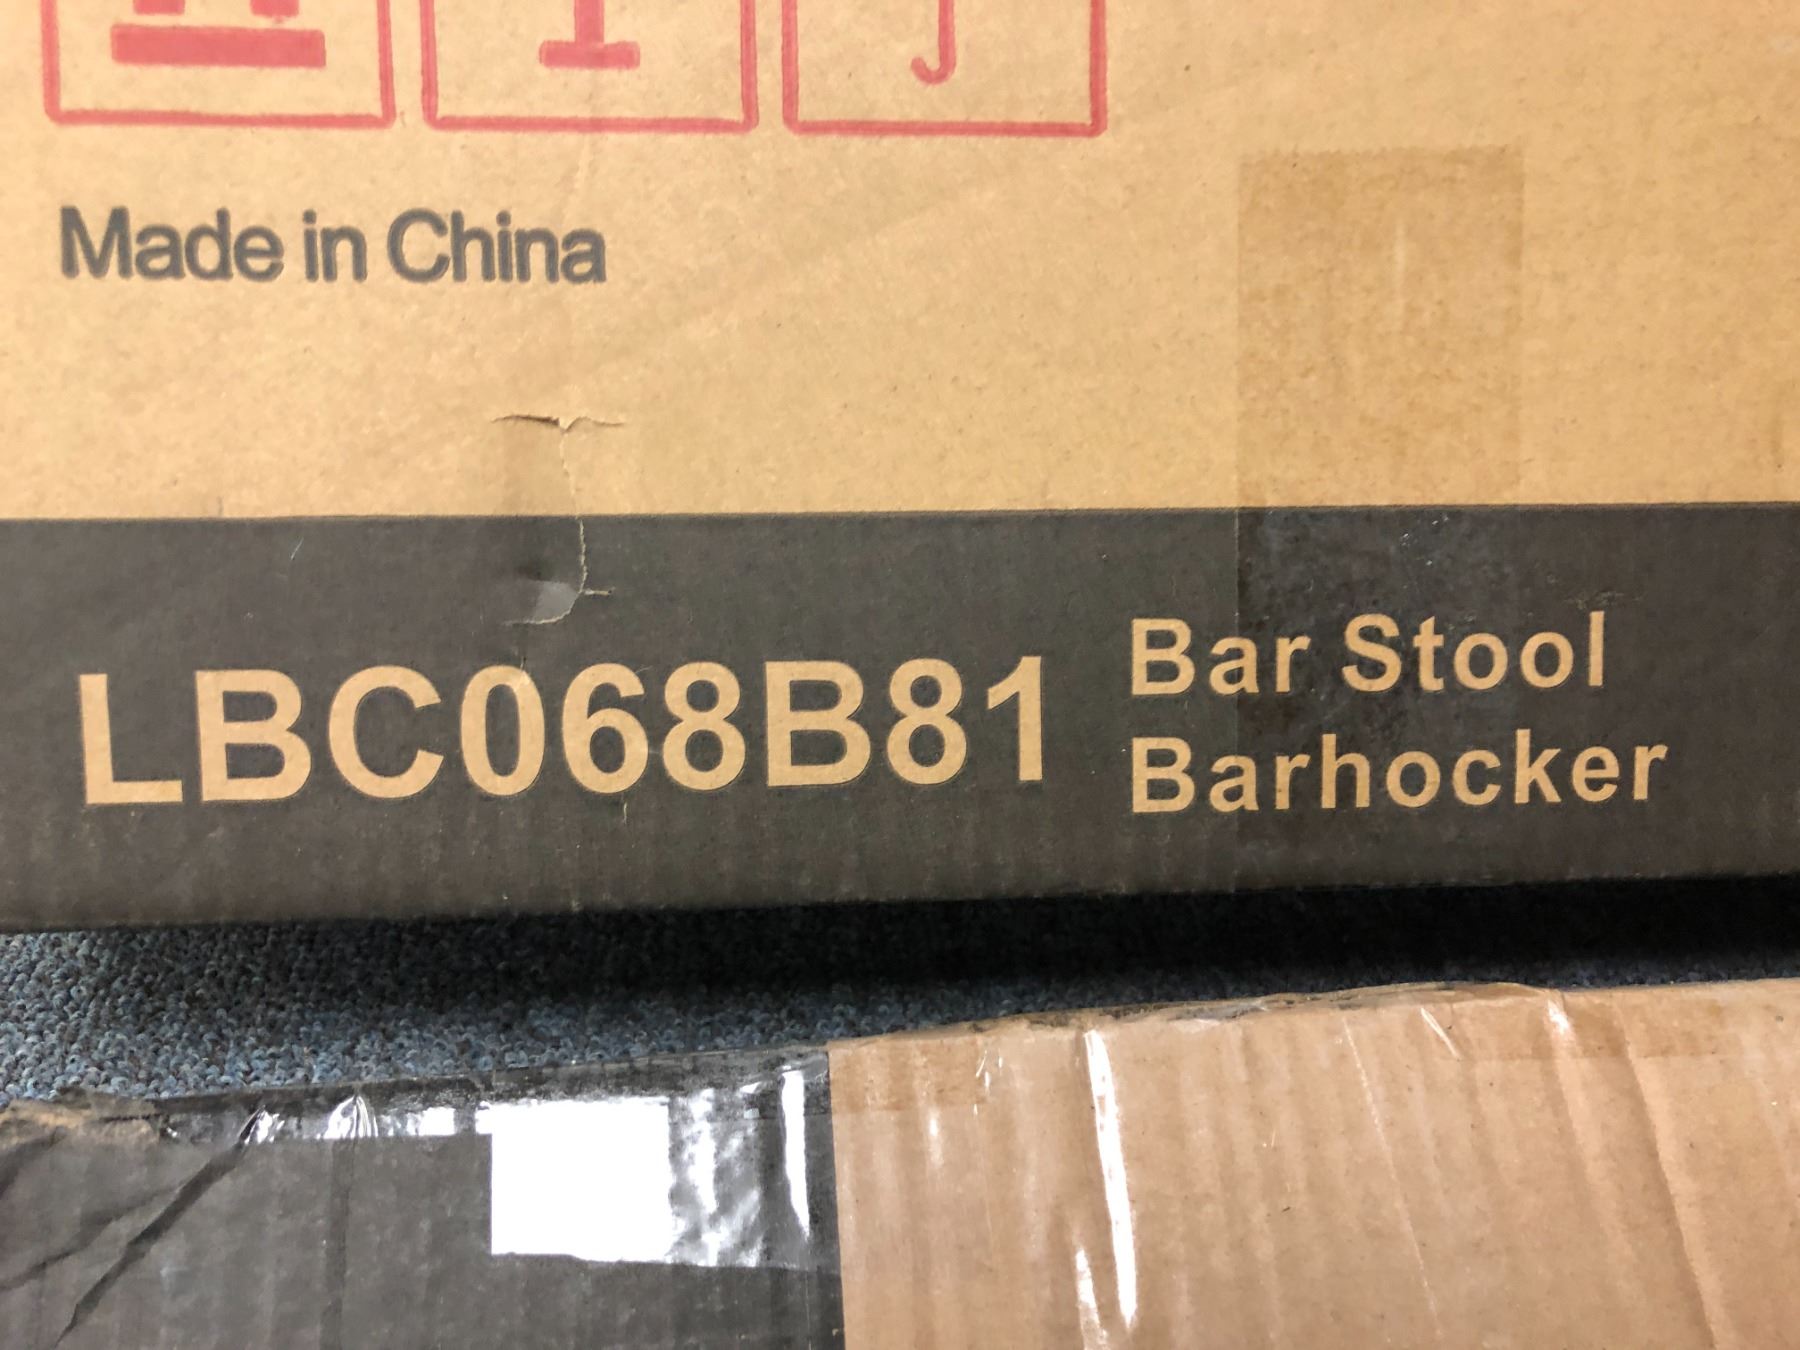 Made in China
LBC068B81
Bar Stool
Barhocker